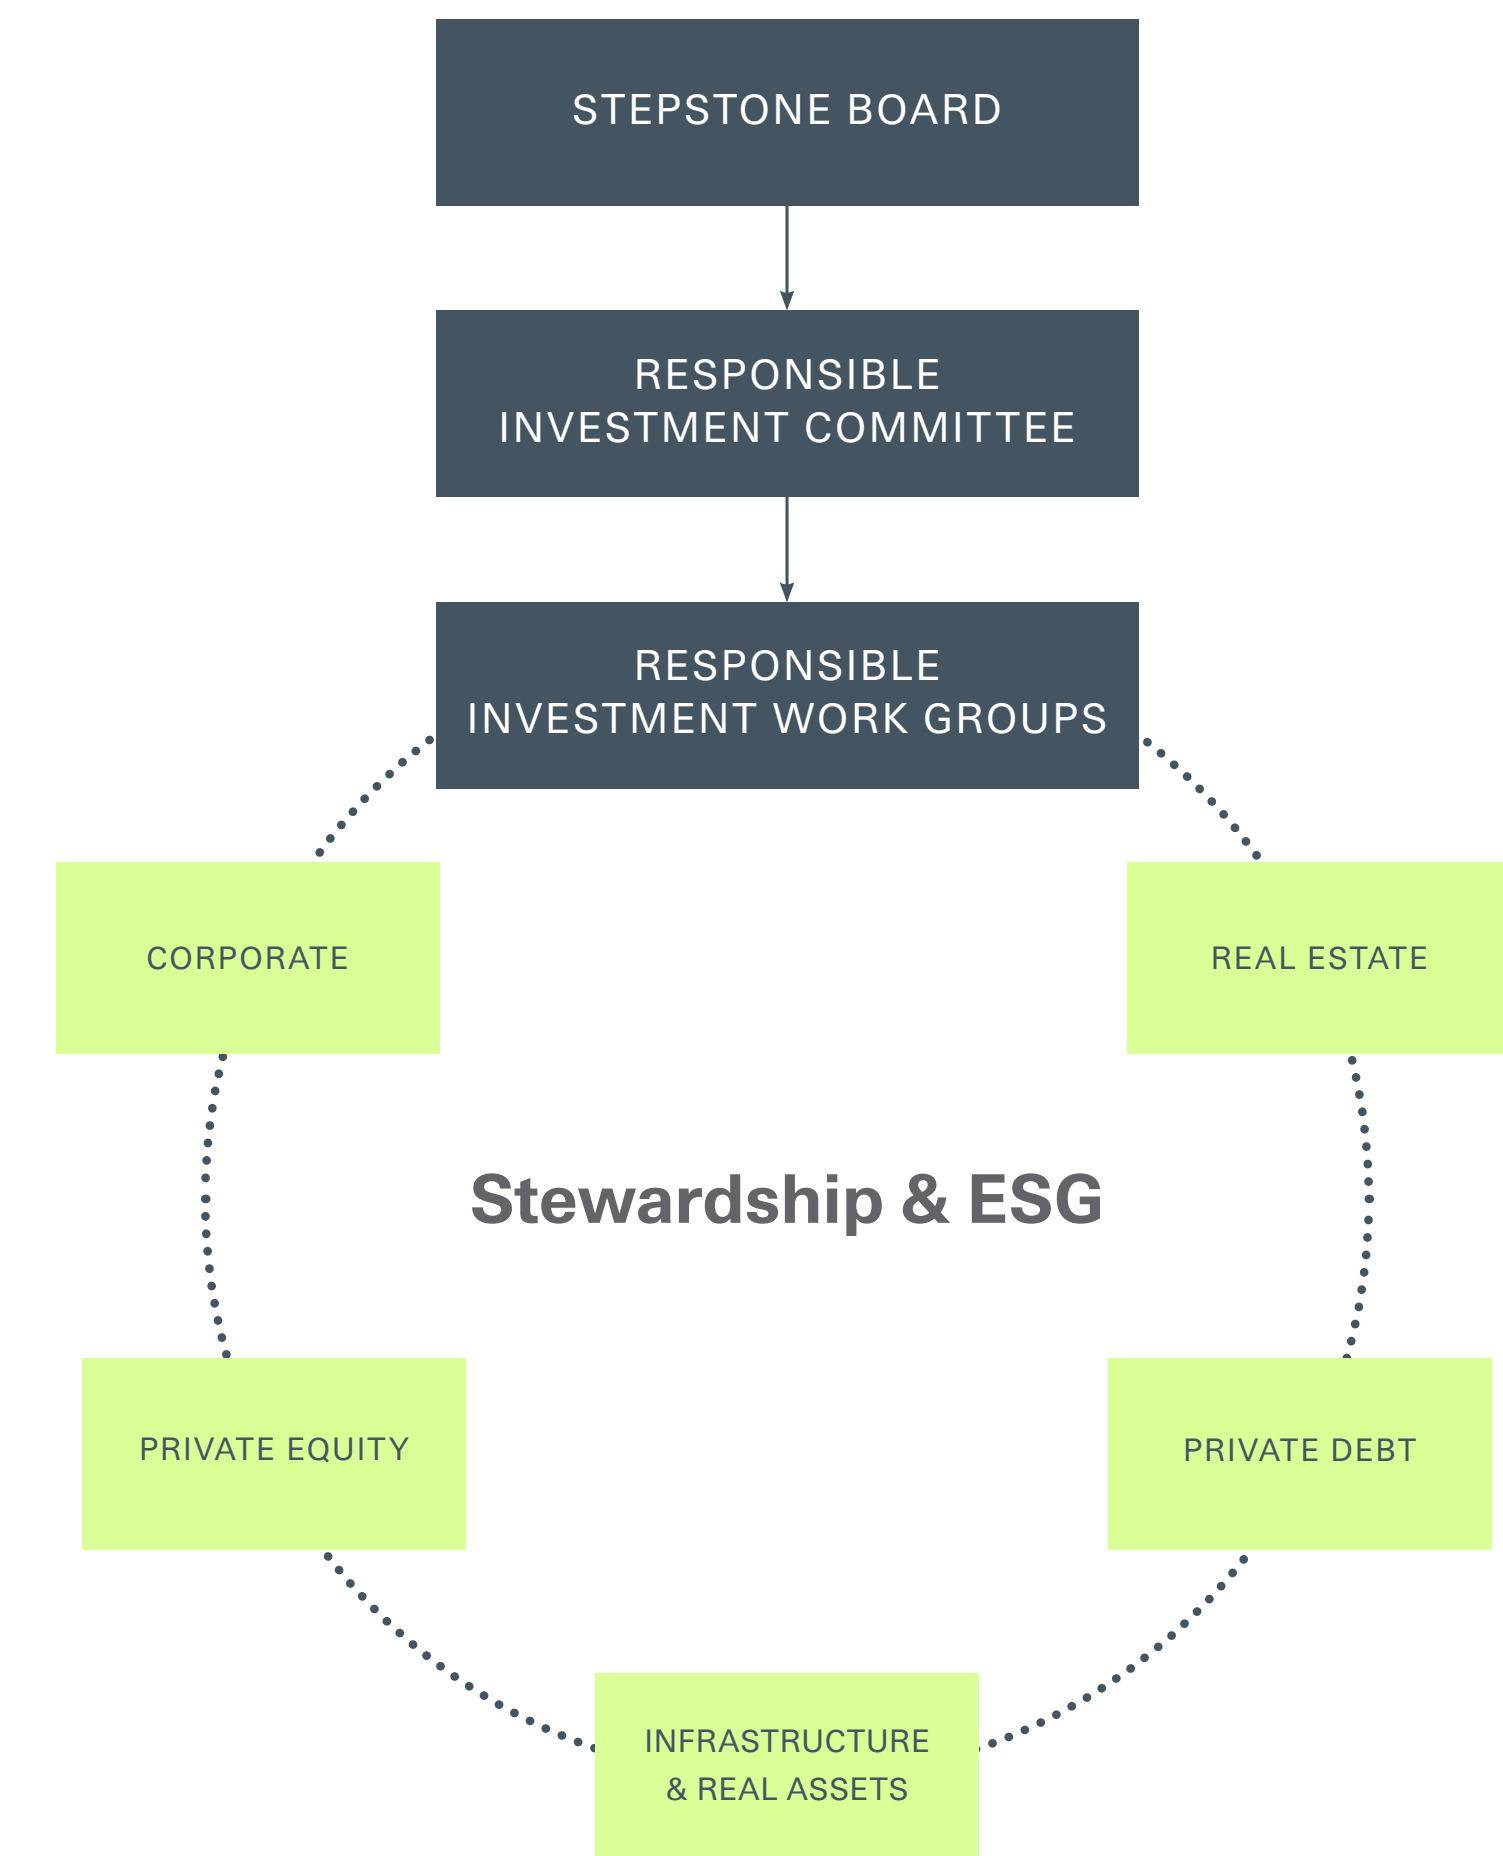 STEPSTONE BOARD
RESPONSIBLE
INVESTMENT COMMITTEE
RESPONSIBLE
INVESTMENT WORK GROUPS
CORPORATE
REAL ESTATE
Stewardship & ESG
PRIVATE EQUITY
PRIVATE DEBT
INFRASTRUCTURE
& REAL ASSETS